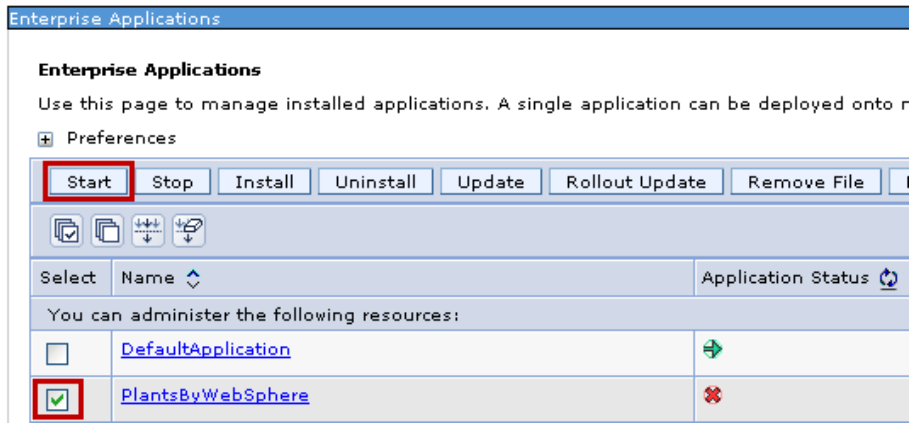 Enterprise Applications
Enterprise Applications
Use this page to manage installed applications. A single application can be deployed onto
Preferences
Start Stop Install Uninstall Update Rollout Update Remove File
Select Name Application Status
You can administer the following resources:
DefaultApplication
PlantsByWebSphere